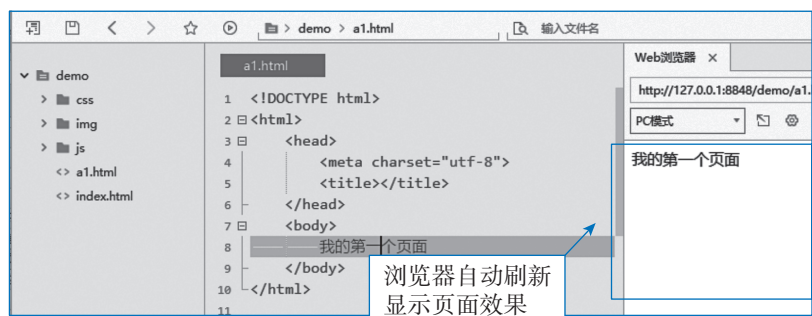 demo > a1.html
输入文件名
demo
css
img
js
<> a1.html
<> index.html
a1.html
1 <!DOCTYPE html>
2 <html>
3 <head>
4 <meta charset="utf-8">
5 <title></title>
6 </head>
7 <body>
8 我的第一个页面
9 </body>
10 </html>
11
浏览器自动刷新
显示页面效果
Web浏览器 ×
http://127.0.0.1:8848/demo/a1.
PC模式
我的第一个页面